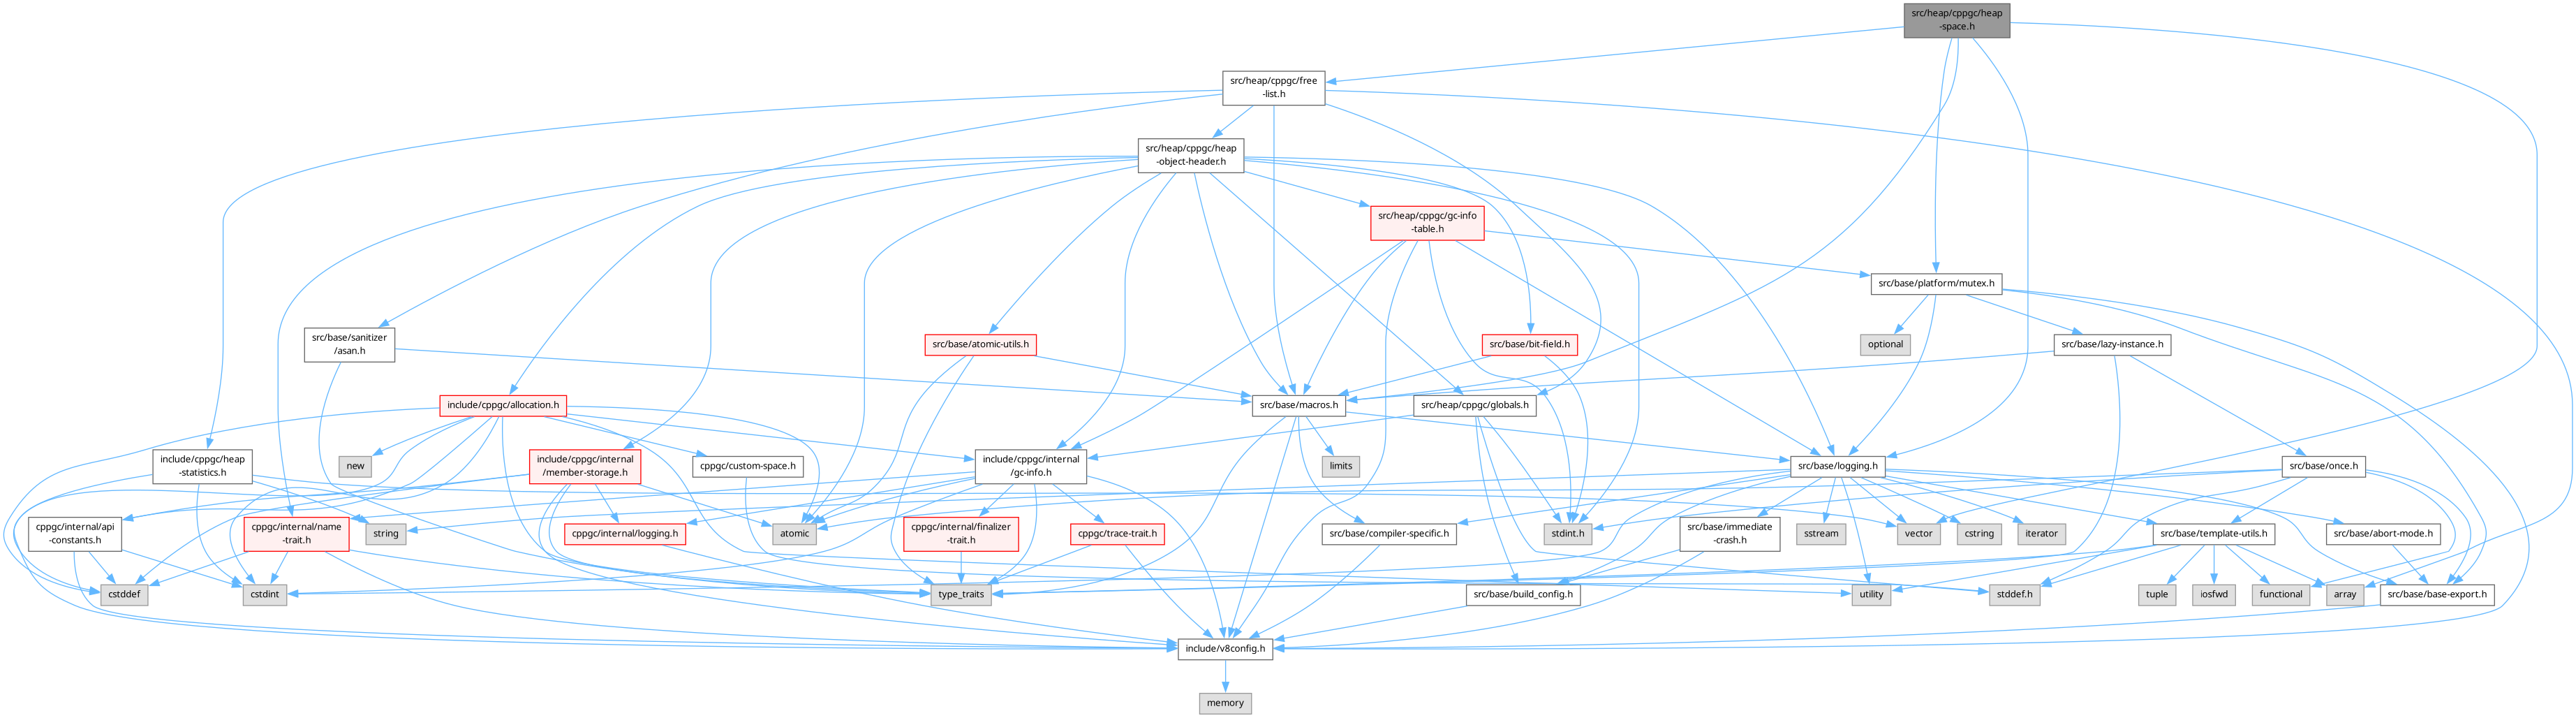 src/heap/cppgc/heap
-space.h
src/heap/cppgc/free
-list.h
src/heap/cppgc/heap
-object-header.h
src/heap/cppgc/gc-info
-table.h
src/base/platform/mutex.h
src/base/sanitizer
/asan.h
src/base/atomic-utils.h
src/base/bit-field.h
optional
src/base/lazy-instance.h
include/cppgc/allocation.h
src/base/macros.h
src/heap/cppgc/globals.h
new
include/cppgc/heap
-statistics.h
include/cppgc/internal
/member-storage.h
cppgc/custom-space.h
include/cppgc/internal
/gc-info.h
limits
src/base/logging.h
src/base/once.h
cppgc/internal/api
-constants.h
cppgc/internal/name
-trait.h
string
cppgc/internal/logging.h
atomic
cppgc/internal/finalizer
-trait.h
cppgc/trace-trait.h
src/base/compiler-specific.h
stdint.h
src/base/immediate
-crash.h
sstream
vector
cstring
iterator
src/base/template-utils.h
src/base/abort-mode.h
cstddef
cstdint
type_traits
src/base/build_config.h
utility
stddef.h
tuple
iosfwd
functional
array
src/base/base-export.h
include/v8config.h
memory